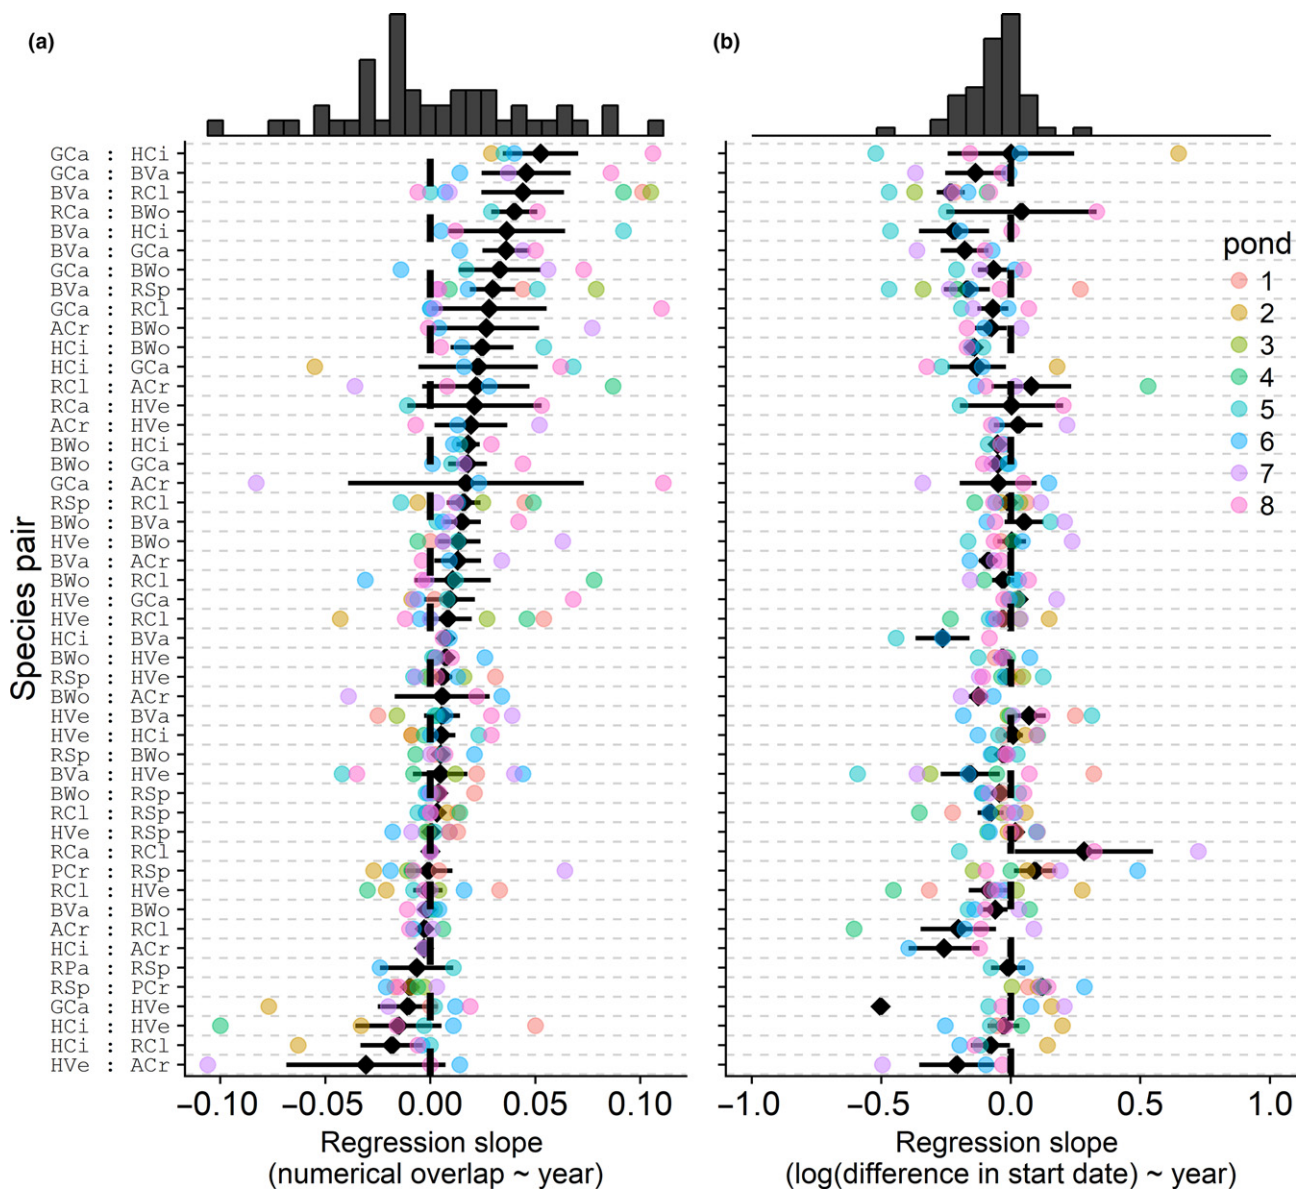 (a)
(b)
GCa : HCi
GCa : BVa
BVa : RCl
RCa : BWo
BVa : HCi
BVa : GCa
GCa : BWo
BVa : RSp
GCa : RCl
ACr : BWo
HCi : BWo
HCi : GCa
RCl : ACr
RCa : HVe
ACr : HVe
BWo : HCi
BWo : GCa
GCa : ACr
RSp : RCl
BWo : BVa
HVe : BWo
BVa : ACr
BWo : RCl
HVe : GCa
HVe : RCl
HCi : BVa
BWo : HVe
RSp : HVe
BWo : ACr
HVe : BVa
HVe : HCi
RSp : BWo
BVa : HVe
BWo : RSp
RCl : RSp
HVe : RSp
RCa : RCl
PCr : RSp
RCl : HVe
BVa : BWo
ACr : RCl
HCi : ACr
RPa : RSp
RSp : PCr
GCa : HVe
HCi : HVe
HCi : RCl
HVe : ACr
Species pair
−0.10 −0.05 0.00 0.05 0.10
Regression slope
(numerical overlap ~ year)
−1.0 −0.5 0.0 0.5 1.0
Regression slope
(log(difference in start date) ~ year)
pond
1
2
3
4
5
6
7
8